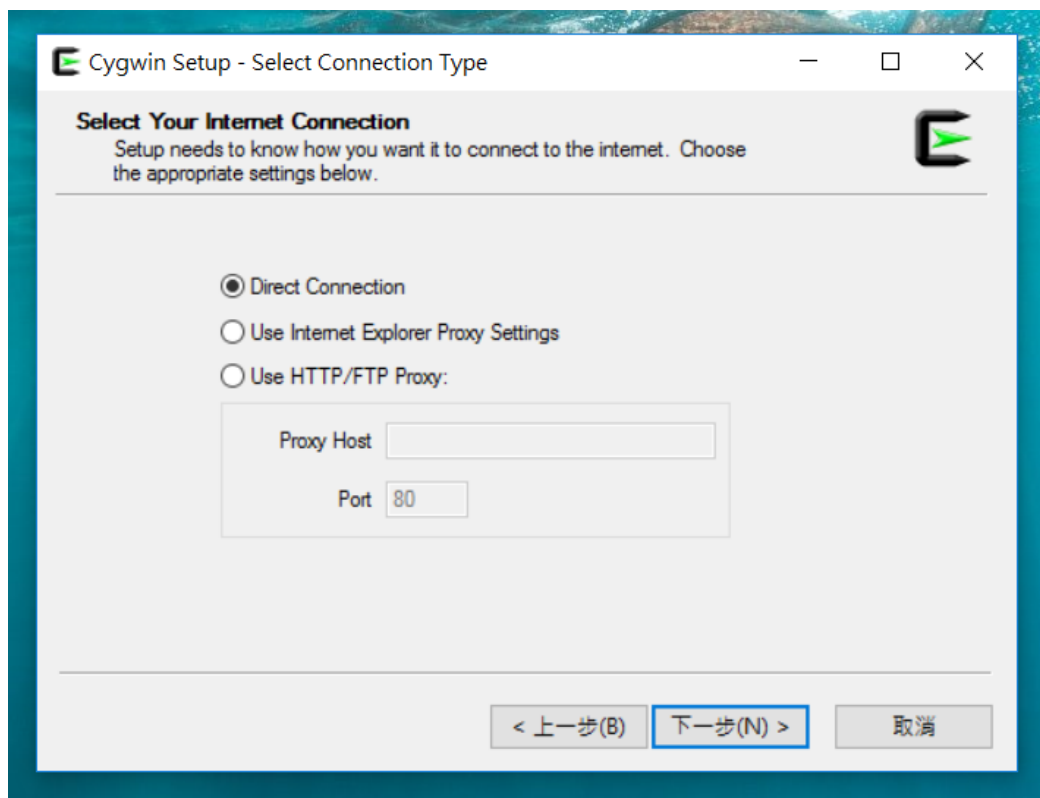 Cygwin Setup - Select Connection Type
Select Your Internet Connection
Setup needs to know how you want it to connect to the internet. Choose
the appropriate settings below.
Direct Connection
Use Internet Explorer Proxy Settings
Use HTTP/FTP Proxy:
Proxy Host
Port 80
< 上一步(B) 下一步(N) > 取消